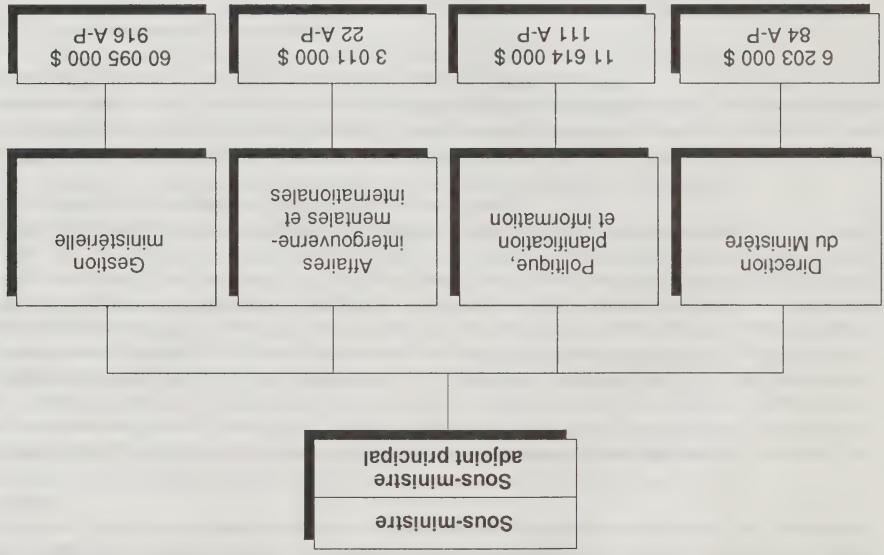 Sous-ministre
Sous-ministre
adjoint principal
Direction
du Ministère
Politique,
planification
et information
Affaires
intergouverne-
mentales et
internationales
Gestion
ministérielle
6 203 000 $
84 A-P
11 614 000 $
111 A-P
3 011 000 $
22 A-P
60 095 000 $
916 A-P